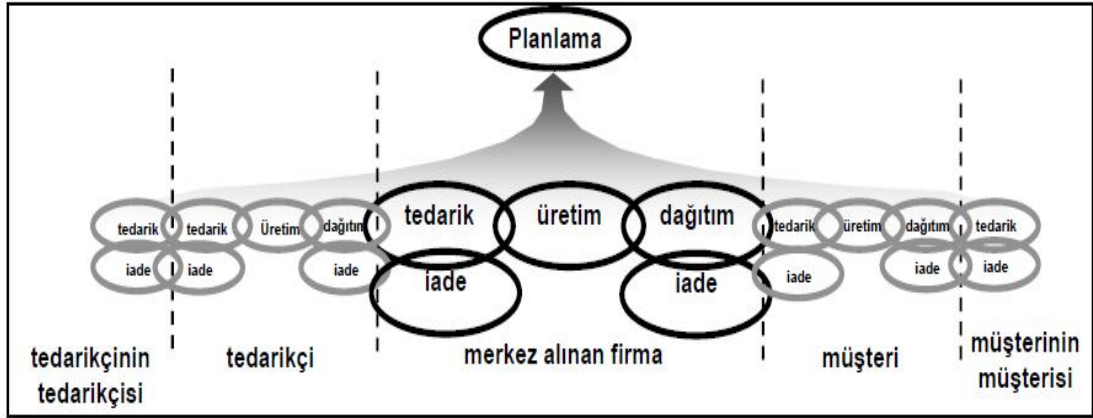 Planlama
tedarik tedarik Üretim dağıtım tedarik üretim dağıtım tedarik üretim dağıtım tedarik
iade iade iade iade iade iade iade iade
tedarikçinin tedarikçi merkez alınan firma müşteri müşterinin
tedarikçisi müşterisi